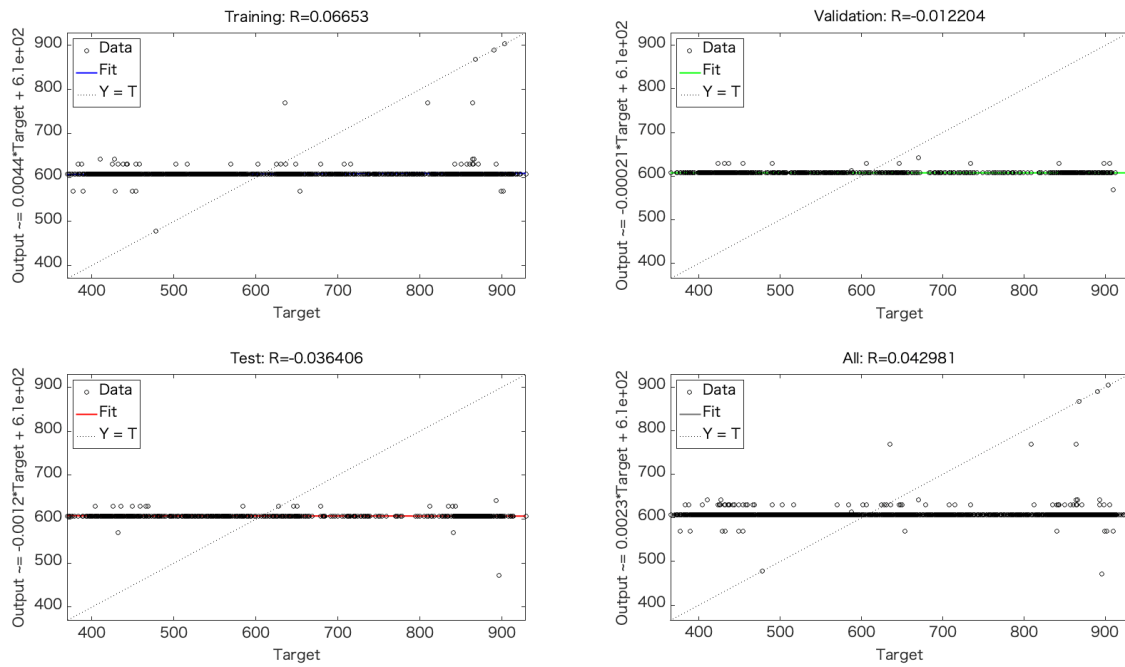 Training: R=0.06653
Output ~= 0.0044*Target + 6.1e+02
900
800
700
600
500
400
Data
Fit
Y = T
400 500 600 700 800 900
Target
Validation: R=-0.012204
Output ~= -0.00021*Target + 6.1e+02
900
800
700
600
500
400
Data
Fit
Y = T
400 500 600 700 800 900
Target
Test: R=-0.036406
Output ~= -0.0012*Target + 6.1e+02
900
800
700
600
500
400
Data
Fit
Y = T
400 500 600 700 800 900
Target
All: R=0.042981
Output ~= 0.0023*Target + 6.1e+02
900
800
700
600
500
400
Data
Fit
Y = T
400 500 600 700 800 900
Target